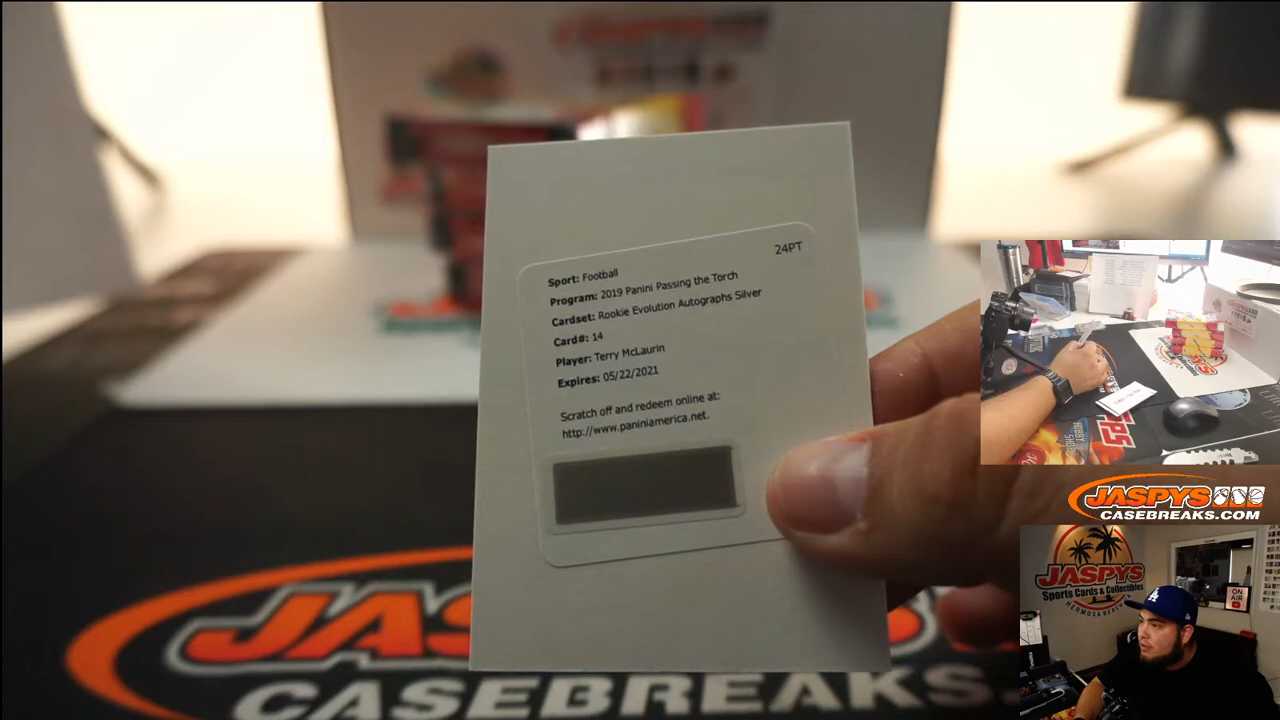 24PT
Sport: Football
Program: 2019 Panini Passing the Torch
Cardset: Rookie Evolution Autographs Silver
Card#: 14
Player: Terry McLaurin
Expires: 05/22/2021
Scratch off and redeem online at:
http://www.paniniamerica.net.
JASPYS
CASEBREAKS.COM
JASPYS
Sports Cards & Collectibles
HERMOSA BEACH
ON
AIR
LA
JAS
CASEBREAKS.